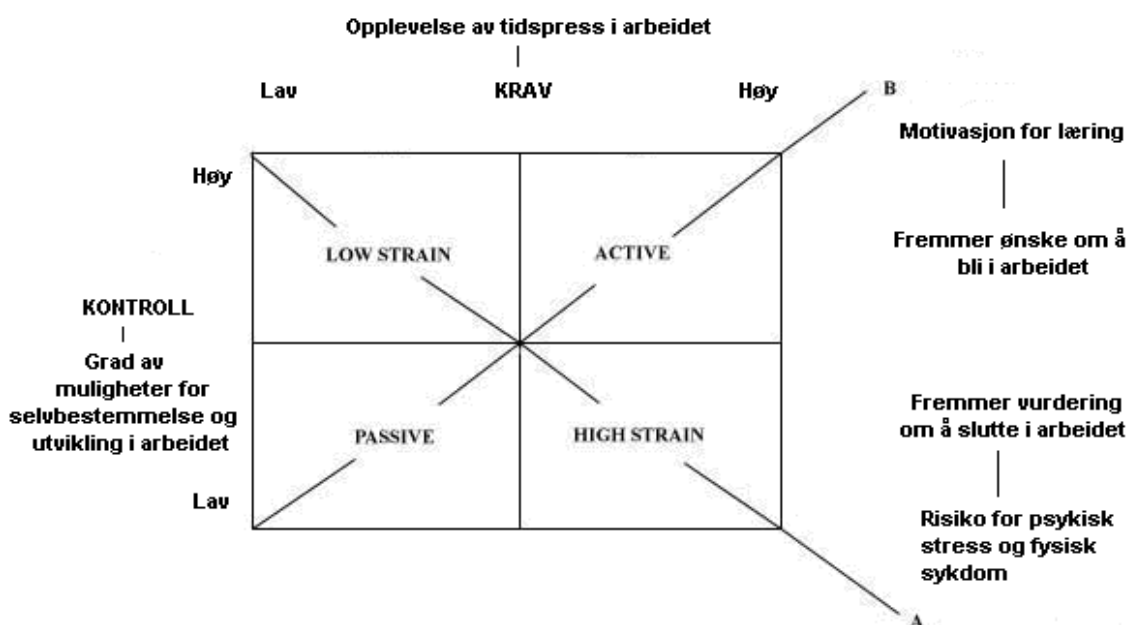 Opplevelse av tidspress i arbeidet
Lav KRAV Høy
B
Motivasjon for læring
Høy
LOW STRAIN ACTIVE
Fremmer ønske om å
bli i arbeidet
KONTROLL
Grad av
muligheter for
selvbestemmelse og
utvikling i arbeidet
PASSIVE HIGH STRAIN
Fremmer vurdering
om å slutte i arbeidet
Lav
Risiko for psykisk
stress og fysisk
sykdom
A